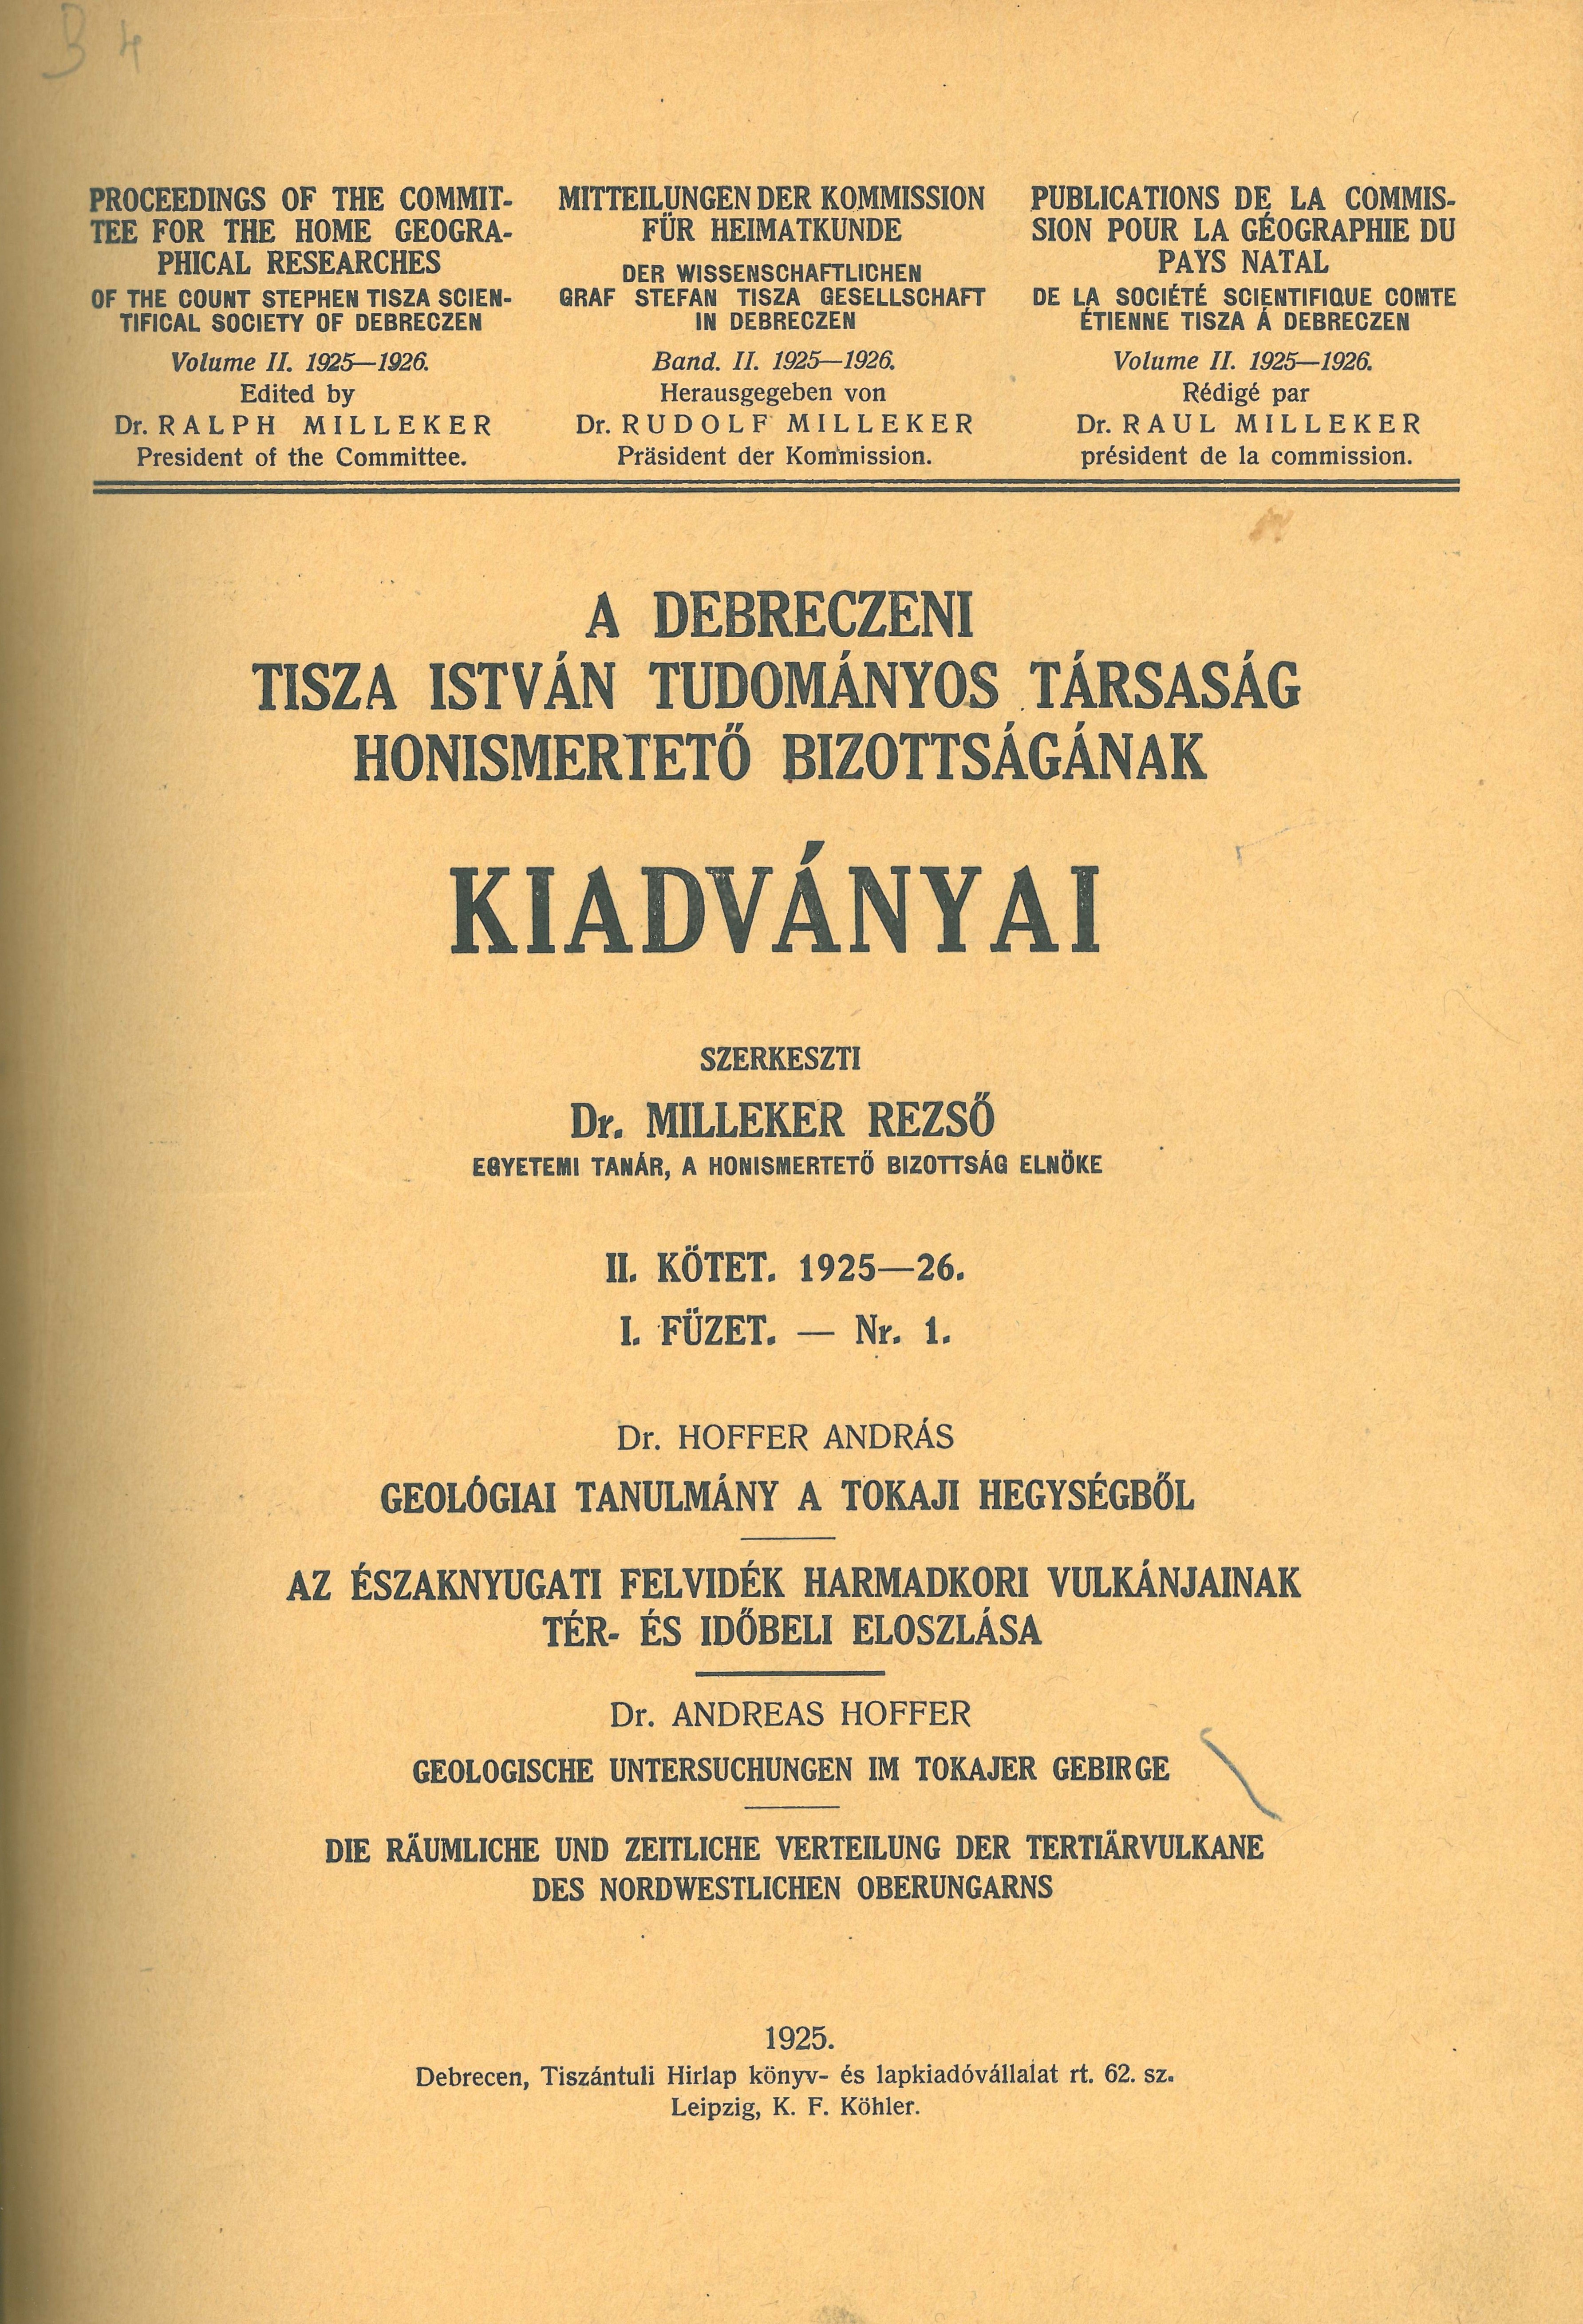 B 4
PROCEEDINGS OF THE COMMIT-
TEE FOR THE HOME GEOGRA-
PHICAL RESEARCHES
OF THE COUNT STEPHEN TISZA SCIEN-
TIFICAL SOCIETY OF DEBRECZEN
Volume II. 1925—1926.
Edited by
Dr. RALPH MILLEKER
President of the Committee.
MITTEILUNGEN DER KOMMISSION
FÜR HEIMATKUNDE
DER WISSENSCHAFTLICHEN
GRAF STEFAN TISZA GESELLSCHAFT
IN DEBRECZEN
Band. II. 1925—1926.
Herausgegeben von
Dr. RUDOLF MILLEKER
Präsident der Kommission.
PUBLICATIONS DE LA COMMIS-
SION POUR LA GÉOGRAPHIE DU
PAYS NATAL
DE LA SOCIÉTÉ SCIENTIFIQUE COMTE
ÉTIENNE TISZA Á DEBRECZEN
Volume II. 1925—1926.
Rédigé par
Dr. RAUL MILLEKER
président de la commission.
A DEBRECZENI
TISZA ISTVÁN TUDOMÁNYOS TÁRSASÁG
HONISMERTETŐ BIZOTTSÁGÁNAK
KIADVÁNYAI
SZERKESZTI
Dr. MILLEKER REZSŐ
EGYETEMI TANÁR, A HONISMERTETŐ BIZOTTSÁG ELNÖKE
II. KÖTET. 1925—26.
I. FÜZET. — Nr. 1.
Dr. HOFFER ANDRÁS
GEOLÓGIAI TANULMÁNY A TOKAJI HEGYSÉGBŐL
AZ ÉSZAKNYUGATI FELVIDÉK HARMADKORI VULKÁNJAINAK
TÉR- ÉS IDŐBELI ELOSZLÁSA
Dr. ANDREAS HOFFER
GEOLOGISCHE UNTERSUCHUNGEN IM TOKAJER GEBIRGE
DIE RÄUMLICHE UND ZEITLICHE VERTEILUNG DER TERTIÄRVULKANE
DES NORDWESTLICHEN OBERUNGARNS
1925.
Debrecen, Tiszántuli Hirlap könyv- és lapkiadóvállalat rt. 62. sz.
Leipzig, K. F. Köhler.